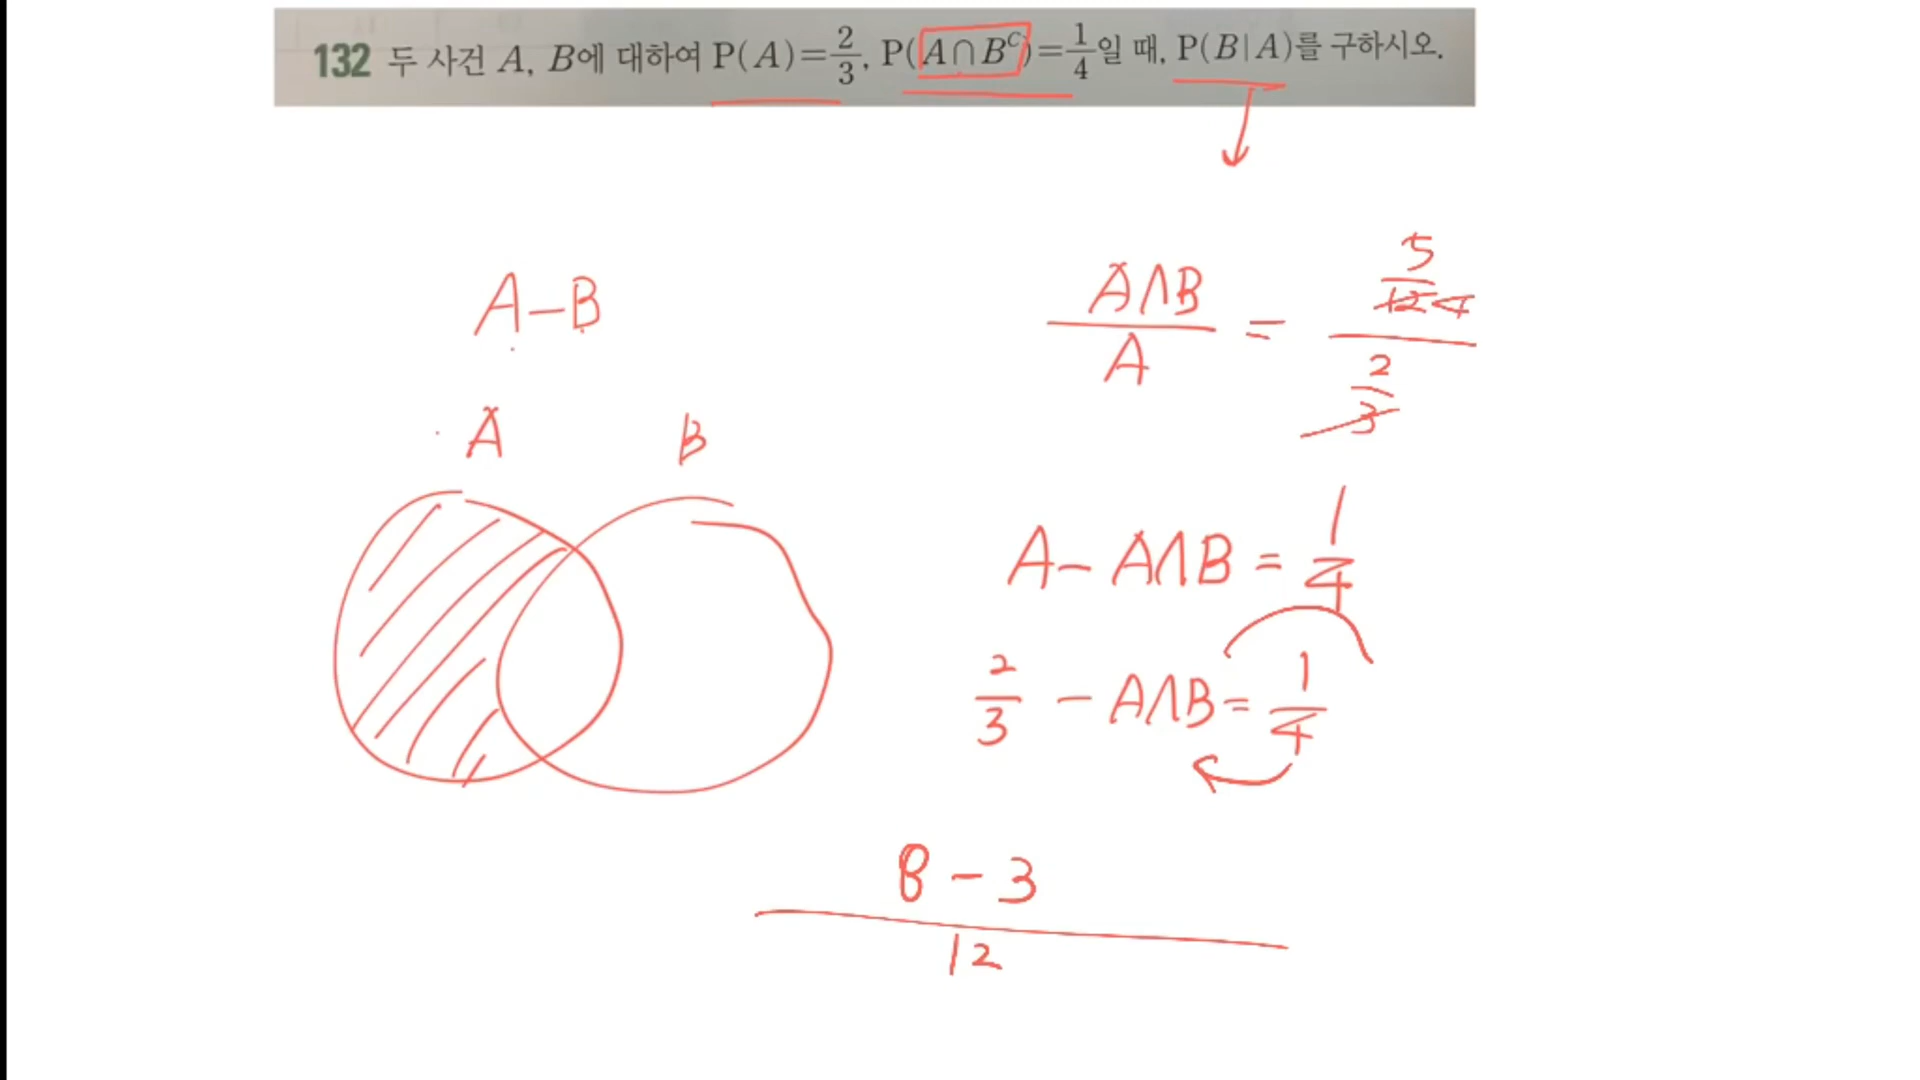 132 두 사건 A, B에 대하여 P(A)=2/3, P(A∩B^C)=1/4일 때, P(B|A)를 구하시오.
A-B
A∩B/A = 5/12 4 / 2/3
A B
A - A∩B = 1/4
2/3 - A∩B = 1/4
8-3
12